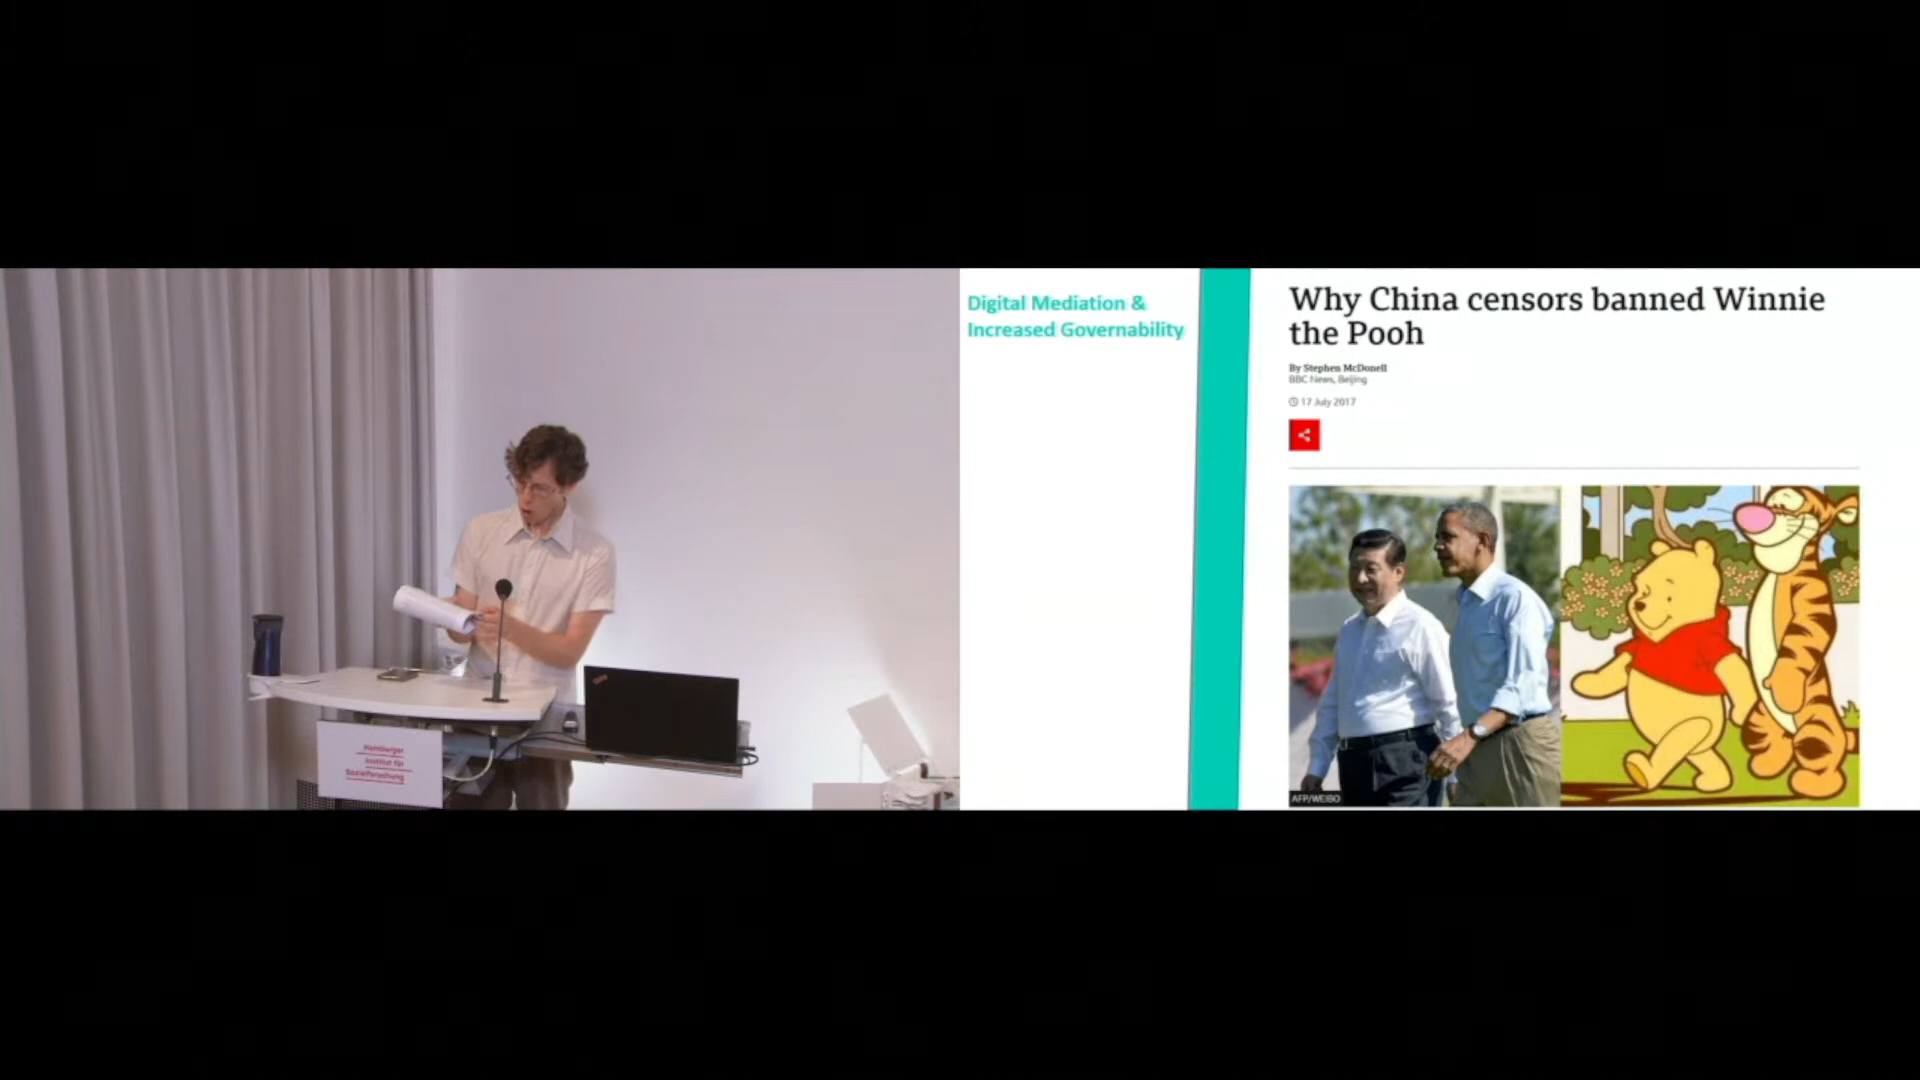 Hamburger
Institut für
Sozialforschung
Digital Mediation &
Increased Governability
Why China censors banned Winnie
the Pooh
By Stephen McDonell
BBC News, Beijing
17 July 2017
AFP/WEIBO